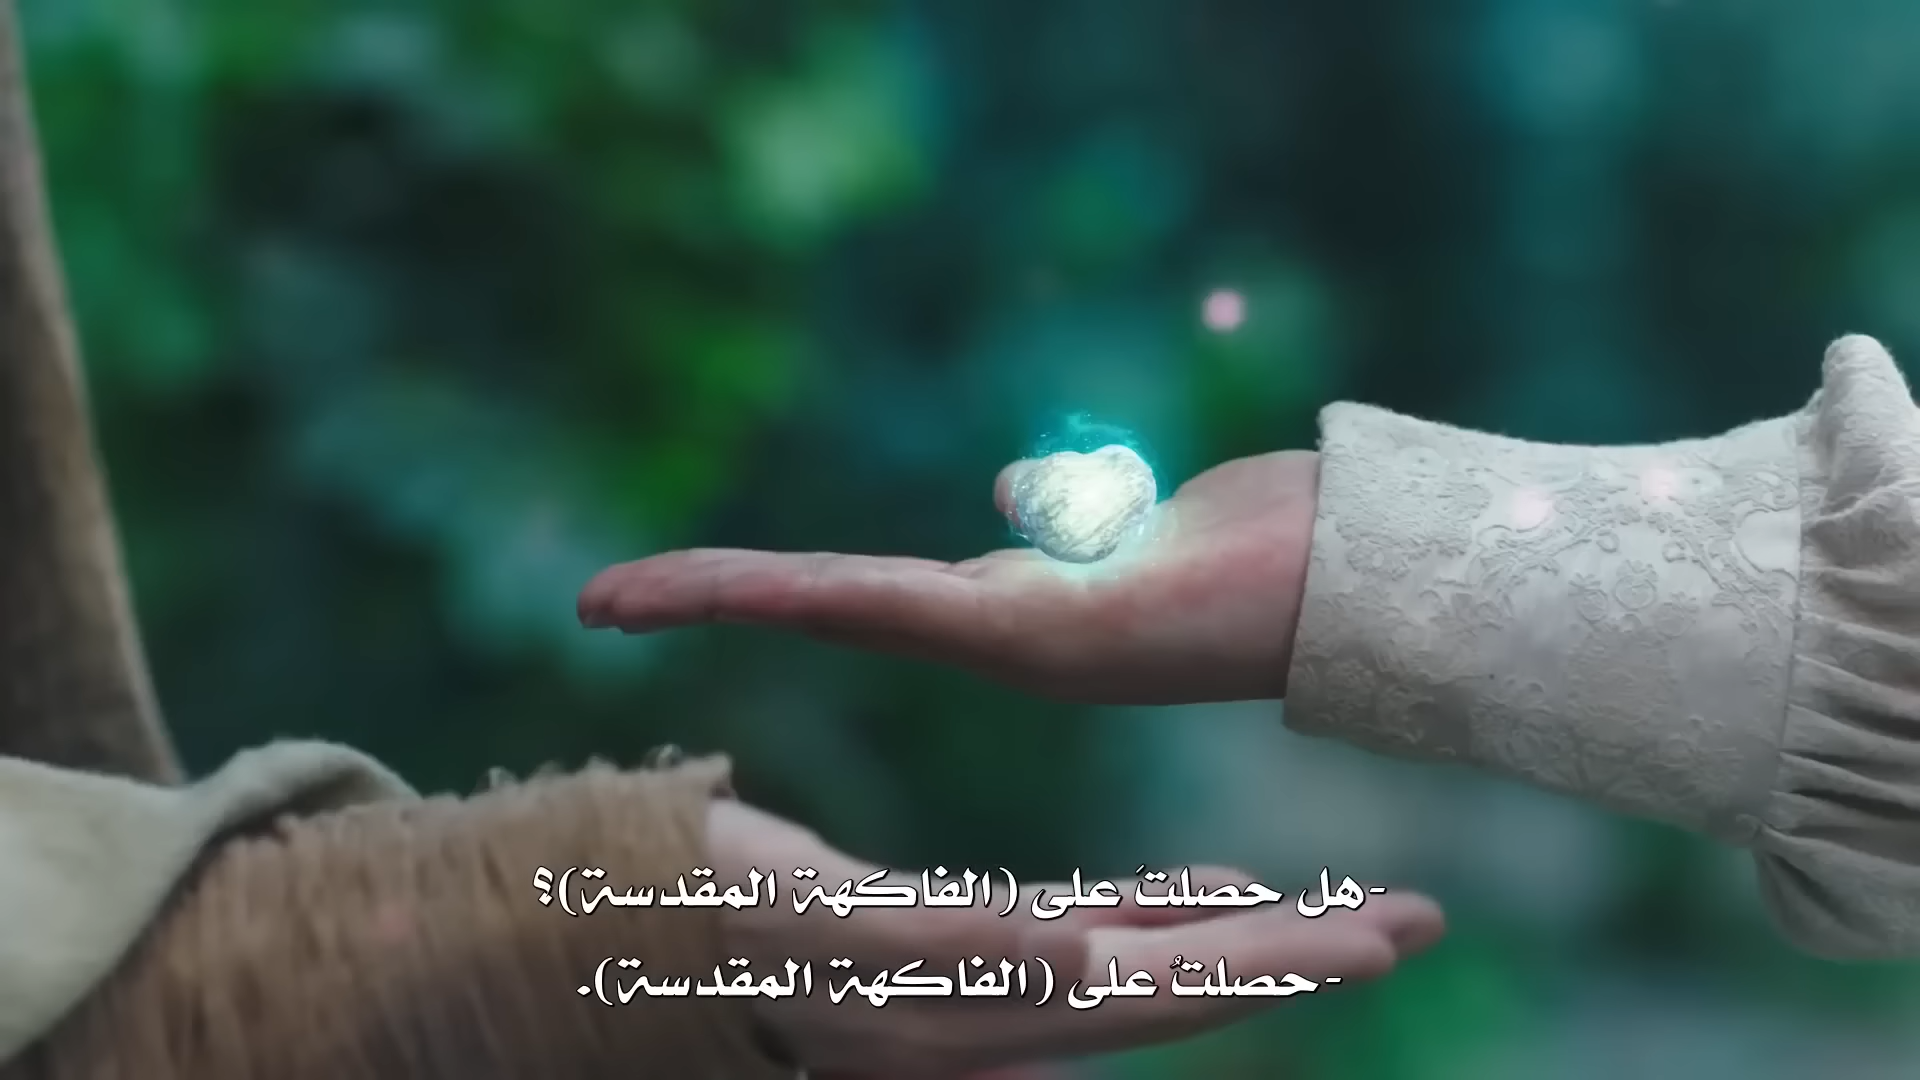 -هل حصلتَ على (الفاكهة المقدسة)؟
-حصلتُ على (الفاكهة المقدسة).